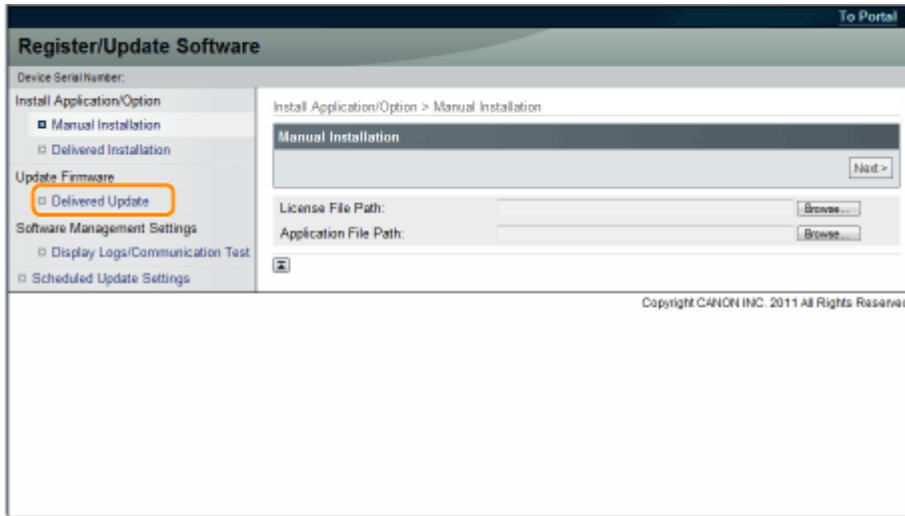 To Portal
Register/Update Software
Device Serial Number:
Install Application/Option
Manual Installation
Delivered Installation
Update Firmware
Delivered Update
Software Management Settings
Display Logs/Communication Test
Scheduled Update Settings
Install Application/Option > Manual Installation
Manual Installation
Next >
License File Path:
Browse...
Application File Path:
Browse...
Copyright CANON INC. 2011 All Rights Reserve